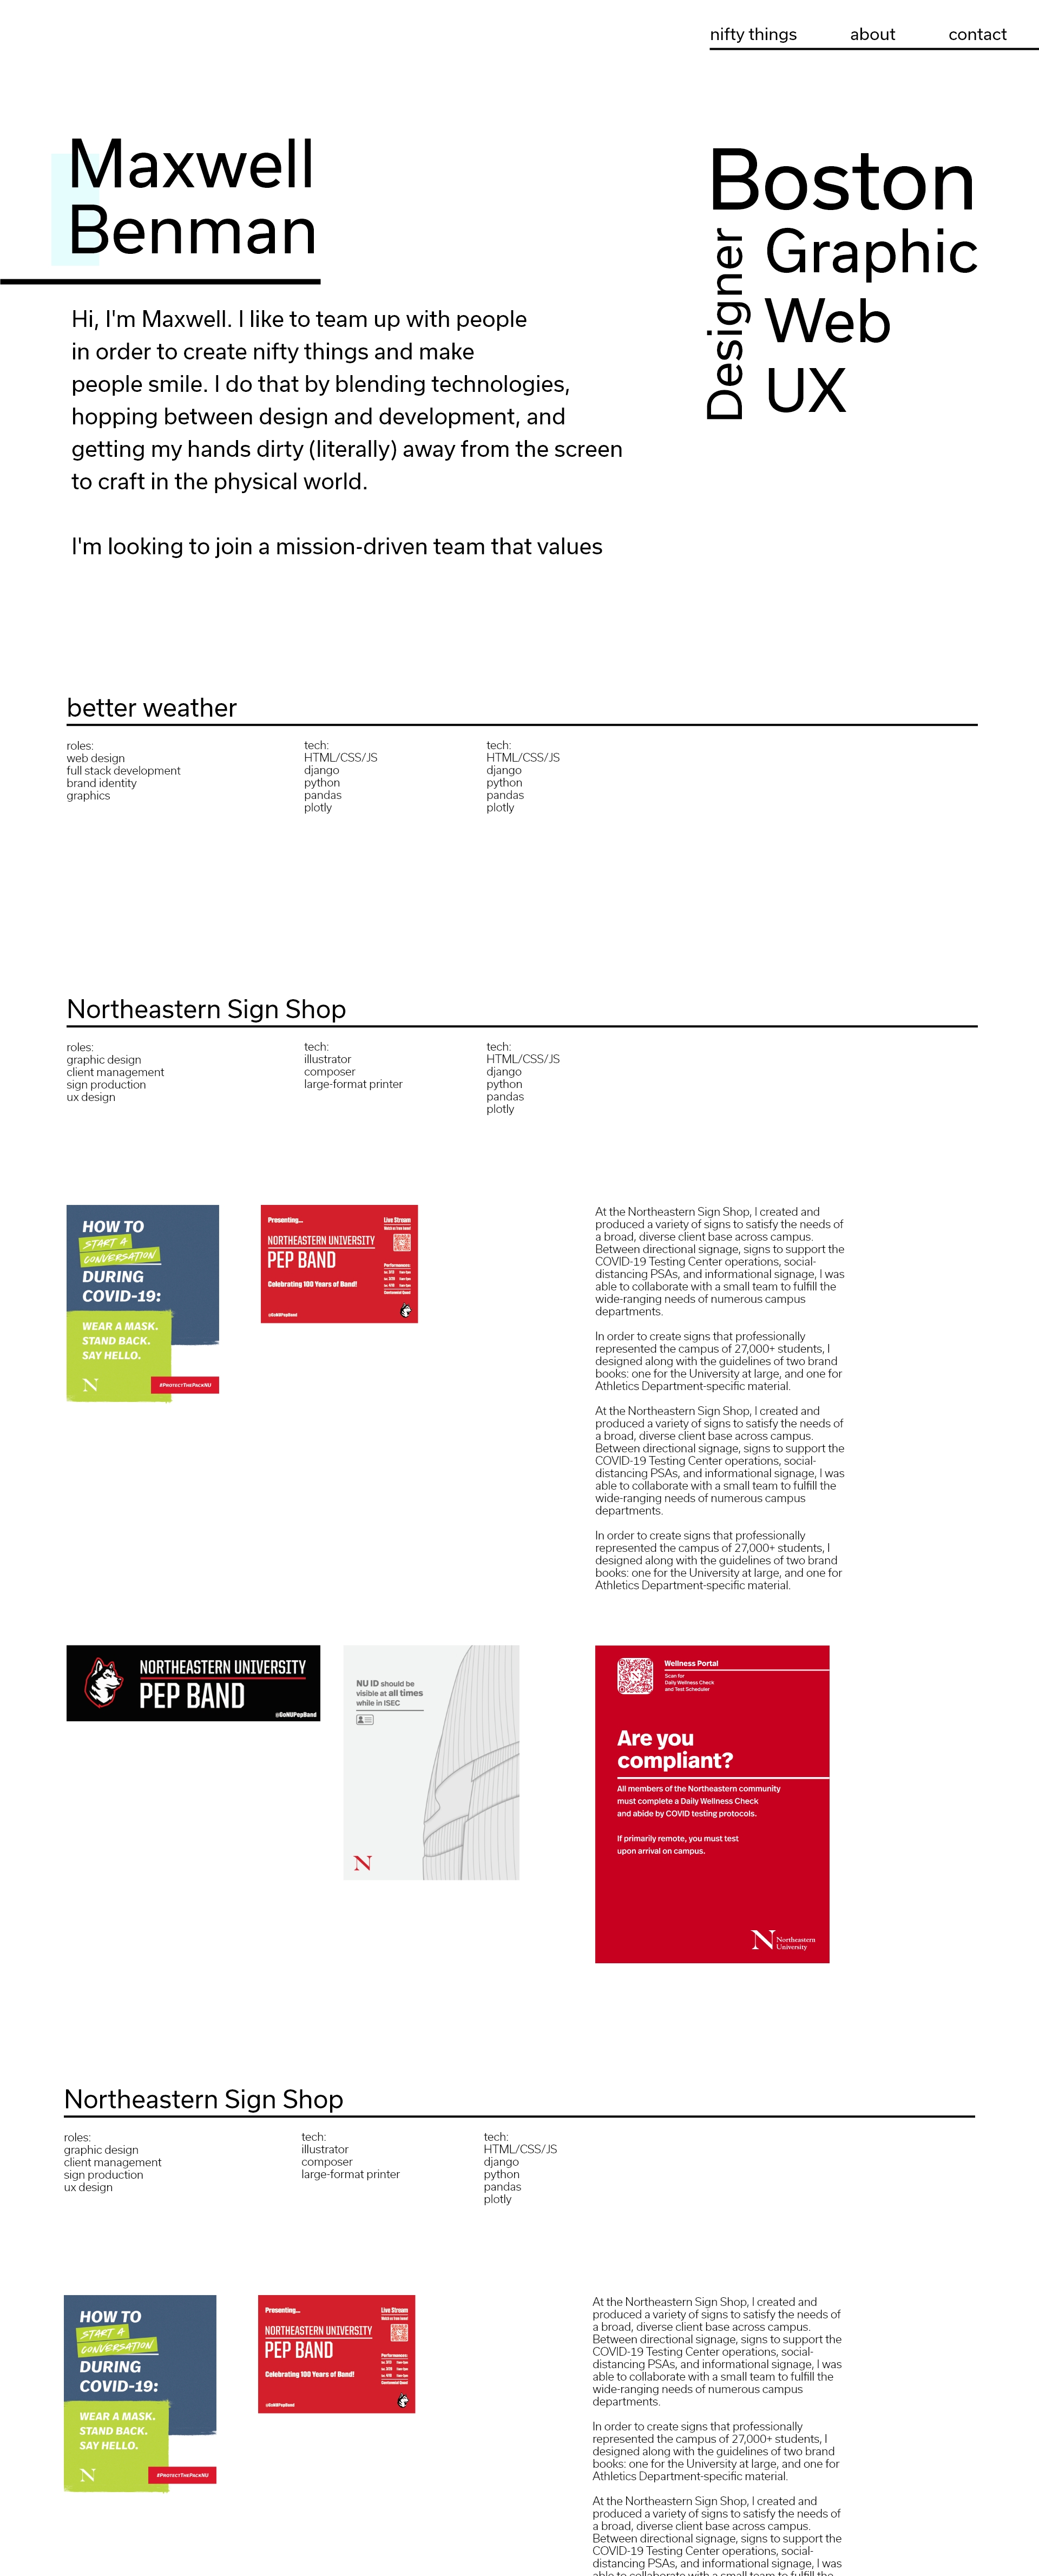 nifty things about contact
Maxwell
Benman
Boston
Designer
Graphic
Web
UX
Hi, I'm Maxwell. I like to team up with people
in order to create nifty things and make
people smile. I do that by blending technologies,
hopping between design and development, and
getting my hands dirty (literally) away from the screen
to craft in the physical world.
I'm looking to join a mission-driven team that values
better weather
roles:
web design
full stack development
brand identity
graphics
tech:
HTML/CSS/JS
django
python
pandas
plotly
tech:
HTML/CSS/JS
django
python
pandas
plotly
Northeastern Sign Shop
roles:
graphic design
client management
sign production
ux design
tech:
illustrator
composer
large-format printer
tech:
HTML/CSS/JS
django
python
pandas
plotly
HOW TO
START A
CONVERSATION
DURING
COVID-19:
WEAR A MASK.
STAND BACK.
SAY HELLO.
N
#PROTECTTHEPACKNU
Presenting...
NORTHEASTERN UNIVERSITY
PEP BAND
Celebrating 100 Years of Band!
@GoNUPepBand
Live Stream
Performances:
At the Northeastern Sign Shop, I created and
produced a variety of signs to satisfy the needs of
a broad, diverse client base across campus.
Between directional signage, signs to support the
COVID-19 Testing Center operations, social-
distancing PSAs, and informational signage, I was
able to collaborate with a small team to fulfill the
wide-ranging needs of numerous campus
departments.
In order to create signs that professionally
represented the campus of 27,000+ students, I
designed along with the guidelines of two brand
books: one for the University at large, and one for
Athletics Department-specific material.
At the Northeastern Sign Shop, I created and
produced a variety of signs to satisfy the needs of
a broad, diverse client base across campus.
Between directional signage, signs to support the
COVID-19 Testing Center operations, social-
distancing PSAs, and informational signage, I was
able to collaborate with a small team to fulfill the
wide-ranging needs of numerous campus
departments.
In order to create signs that professionally
represented the campus of 27,000+ students, I
designed along with the guidelines of two brand
books: one for the University at large, and one for
Athletics Department-specific material.
NORTHEASTERN UNIVERSITY
PEP BAND
@GoNUPepBand
NU ID should be
visible at all times
while in ISEC
N
Wellness Portal
Scan for
Daily Wellness Check
and Test Scheduler
Are you
compliant?
All members of the Northeastern community
must complete a Daily Wellness Check
and abide by COVID testing protocols.
If primarily remote, you must test
upon arrival on campus.
N Northeastern
University
Northeastern Sign Shop
roles:
graphic design
client management
sign production
ux design
tech:
illustrator
composer
large-format printer
tech:
HTML/CSS/JS
django
python
pandas
plotly
HOW TO
START A
CONVERSATION
DURING
COVID-19:
WEAR A MASK.
STAND BACK.
SAY HELLO.
N
#PROTECTTHEPACKNU
Presenting...
NORTHEASTERN UNIVERSITY
PEP BAND
Celebrating 100 Years of Band!
@GoNUPepBand
Live Stream
Performances:
At the Northeastern Sign Shop, I created and
produced a variety of signs to satisfy the needs of
a broad, diverse client base across campus.
Between directional signage, signs to support the
COVID-19 Testing Center operations, social-
distancing PSAs, and informational signage, I was
able to collaborate with a small team to fulfill the
wide-ranging needs of numerous campus
departments.
In order to create signs that professionally
represented the campus of 27,000+ students, I
designed along with the guidelines of two brand
books: one for the University at large, and one for
Athletics Department-specific material.
At the Northeastern Sign Shop, I created and
produced a variety of signs to satisfy the needs of
a broad, diverse client base across campus.
Between directional signage, signs to support the
COVID-19 Testing Center operations, social-
distancing PSAs, and informational signage, I was